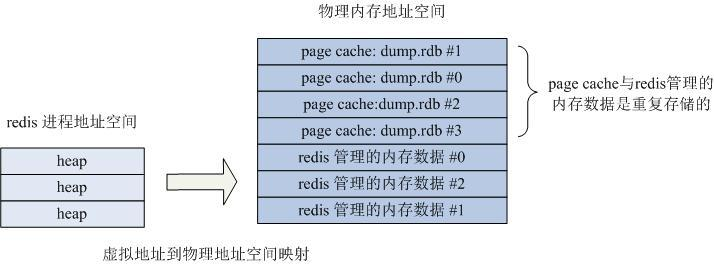 物理内存地址空间
page cache: dump.rdb #1
page cache: dump.rdb #0
page cache:dump.rdb #2
page cache: dump.rdb #3
redis 管理的内存数据 #0
redis 管理的内存数据 #2
redis 管理的内存数据 #1
page cache与redis管理的
内存数据是重复存储的
redis 进程地址空间
heap
heap
heap
虚拟地址到物理地址空间映射